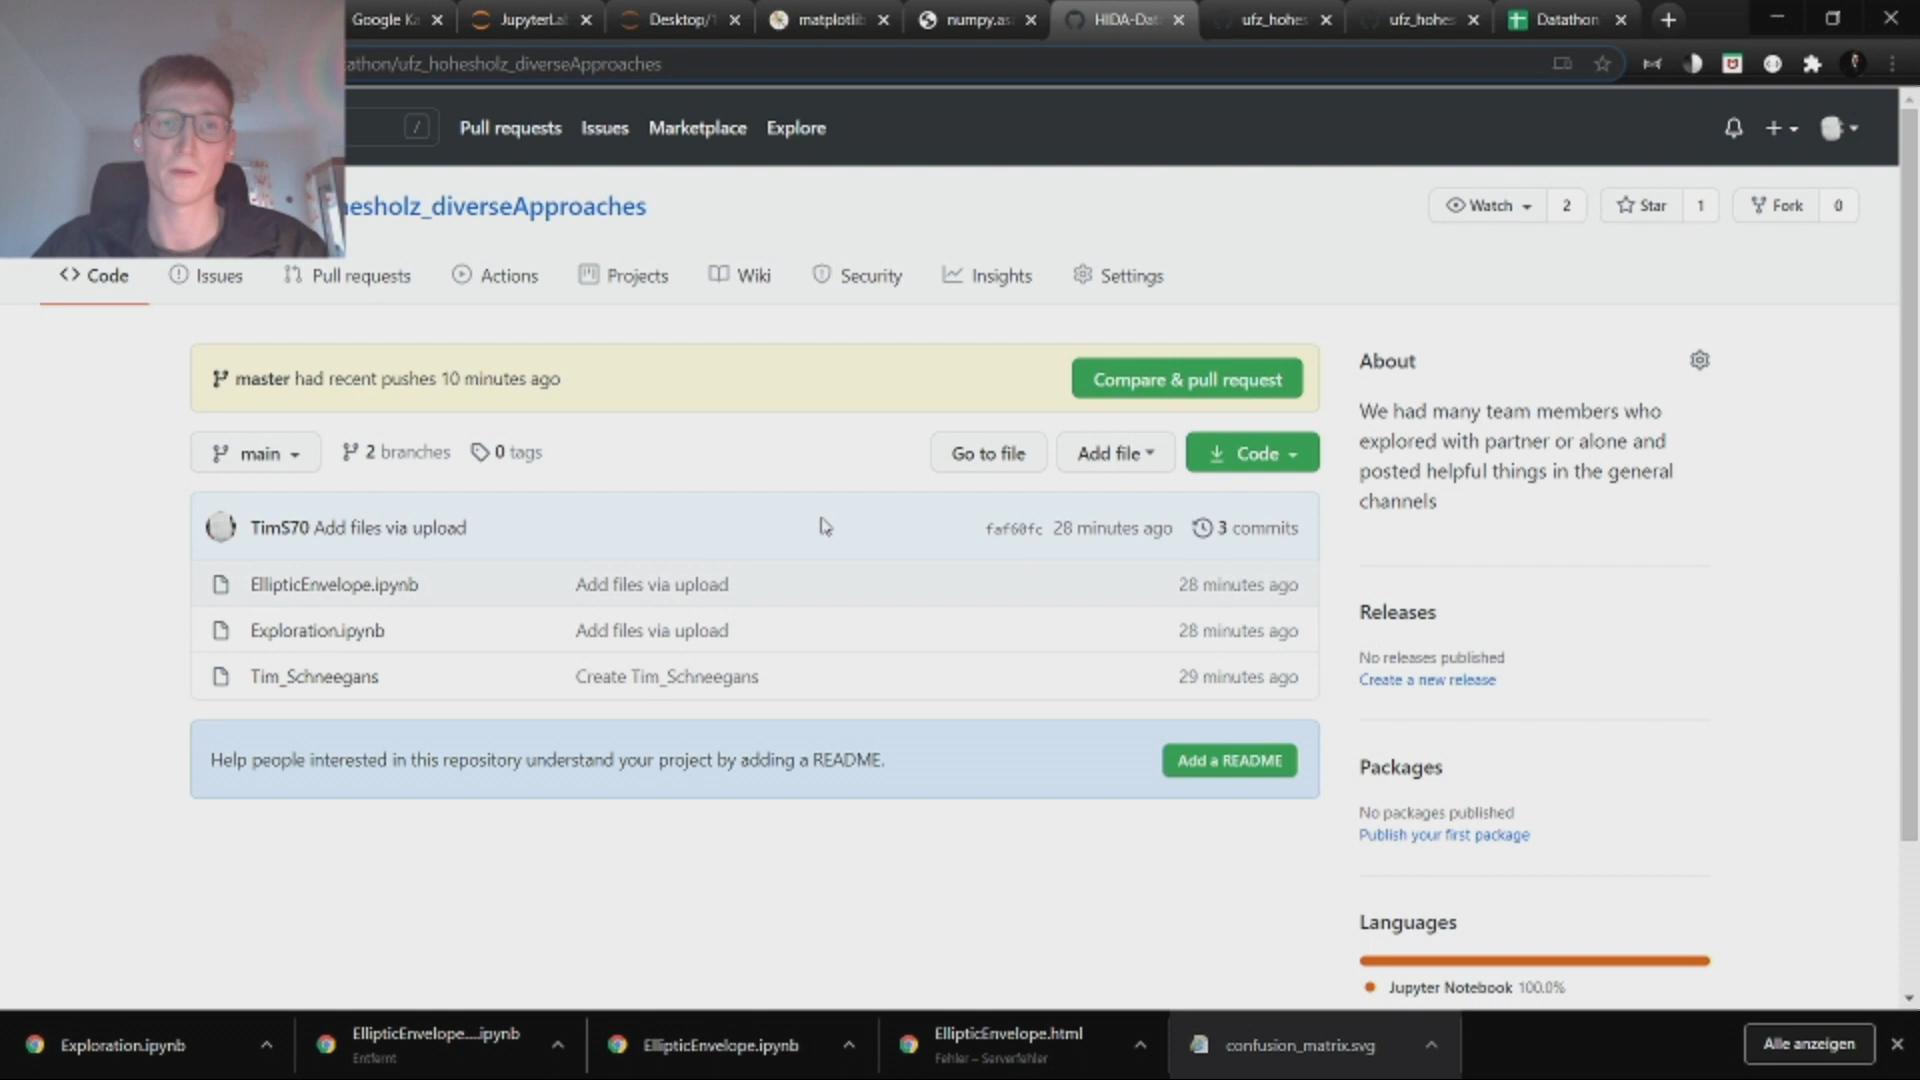 Google Ka
JupyterLa
Desktop/
matplotlib
numpy.as
HIDA-Dat
ufz_hohes
ufz_hohes
Datathon
athon/ufz_hohesholz_diverseApproaches
/
Pull requests
Issues
Marketplace
Explore
esholz_diverseApproaches
Watch
2
Star
1
Fork
0
Code
Issues
Pull requests
Actions
Projects
Wiki
Security
Insights
Settings
master had recent pushes 10 minutes ago
Compare & pull request
main
2 branches
0 tags
Go to file
Add file
Code
TimS70 Add files via upload
faf60fc 28 minutes ago
3 commits
EllipticEnvelope.ipynb
Add files via upload
28 minutes ago
Exploration.ipynb
Add files via upload
28 minutes ago
Tim_Schneegans
Create Tim_Schneegans
29 minutes ago
Help people interested in this repository understand your project by adding a README.
Add a README
About
We had many team members who
explored with partner or alone and
posted helpful things in the general
channels
Releases
No releases published
Create a new release
Packages
No packages published
Publish your first package
Languages
Jupyter Notebook 100.0%
Exploration.ipynb
EllipticEnvelope....ipynb
Entfernt
EllipticEnvelope.ipynb
EllipticEnvelope.html
Fehler – Serverfehler
confusion_matrix.svg
Alle anzeigen